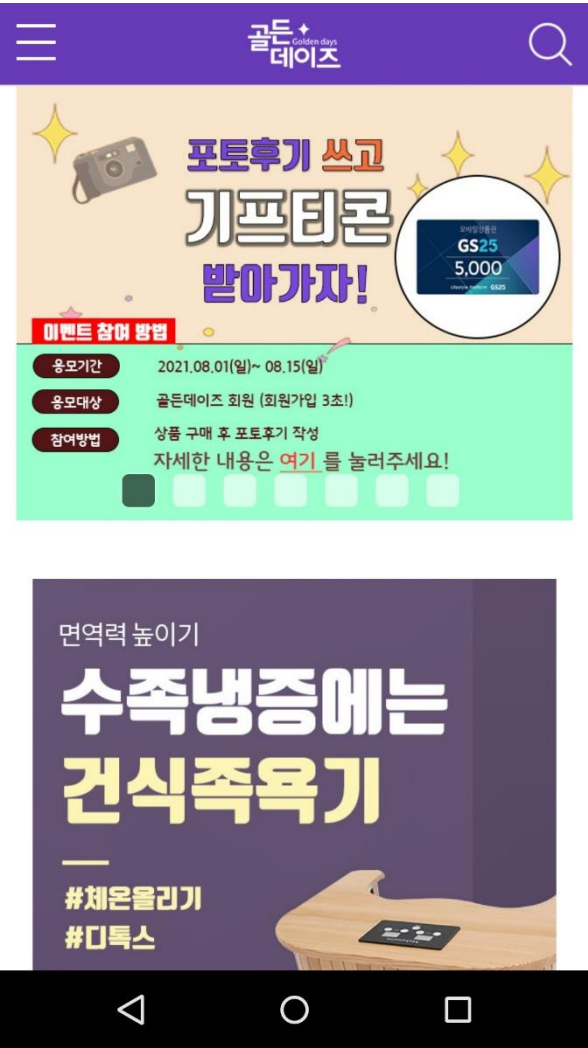 골든
Golden days
데이즈
포토후기 쓰고
기프티콘
받아가자!
모바일상품권
GS25
5,000
Lifestyle Platform GS25
이벤트 참여 방법
응모기간 2021.08.01(일)~ 08.15(일)
응모대상 골든데이즈 회원 (회원가입 3초!)
참여방법 상품 구매 후 포토후기 작성
자세한 내용은 여기 를 눌러주세요!
면역력 높이기
수족냉증에는
건식족욕기
#체온올리기
#디톡스